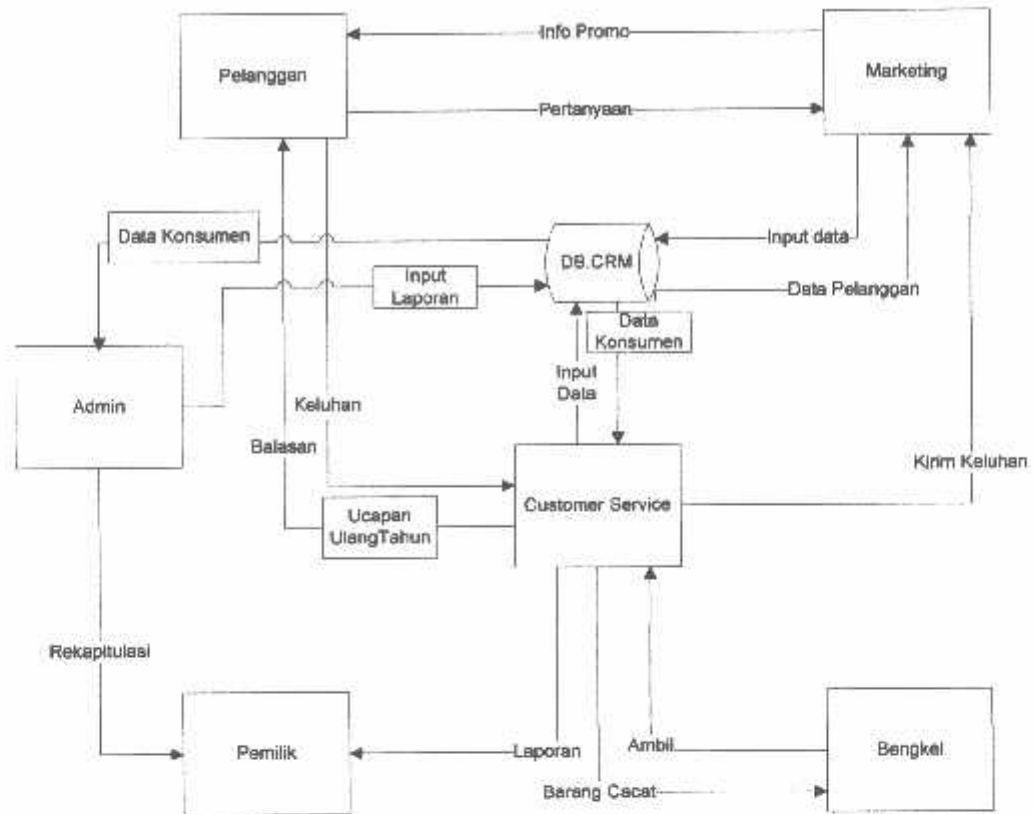 Info Promo
Pelanggan
Marketing
Pertanyaan
Data Konsumen
DB.CRM
Input data
Input
Laporan
Data Pelanggan
Data
Konsumen
Input
Data
Admin
Keluhan
Balasan
Kirim Keluhan
Customer Service
Ucapan
UlangTahun
Rekapitulasi
Pemilik
Laporan
Ambil
Bengkel
Barang Cacat